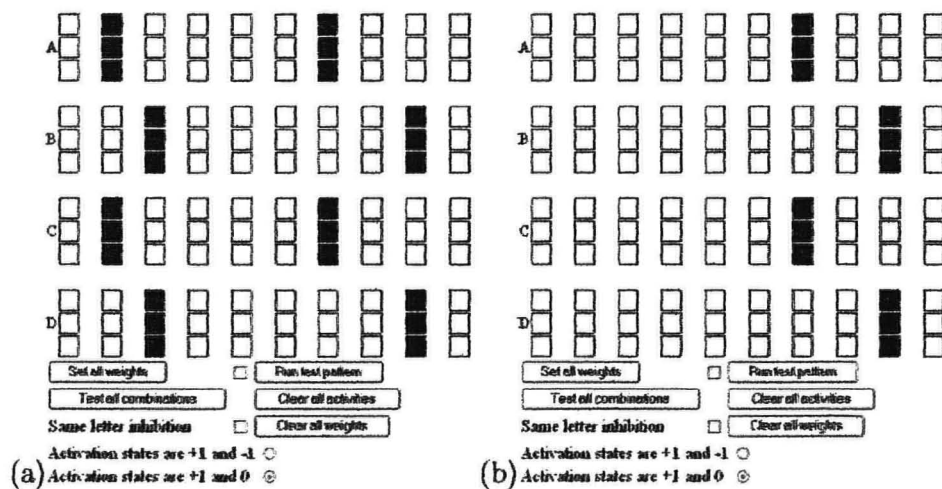 A A
B B
C C
D D
Set all weights Run test pattern Set all weights Run test pattern
Test all combinations Clear all activities Test all combinations Clear all activities
Same letter inhibition Clear all weights Same letter inhibition Clear all weights
Activation states are +1 and -1 Activation states are +1 and -1
(a) Activation states are +1 and 0 (b) Activation states are +1 and 0